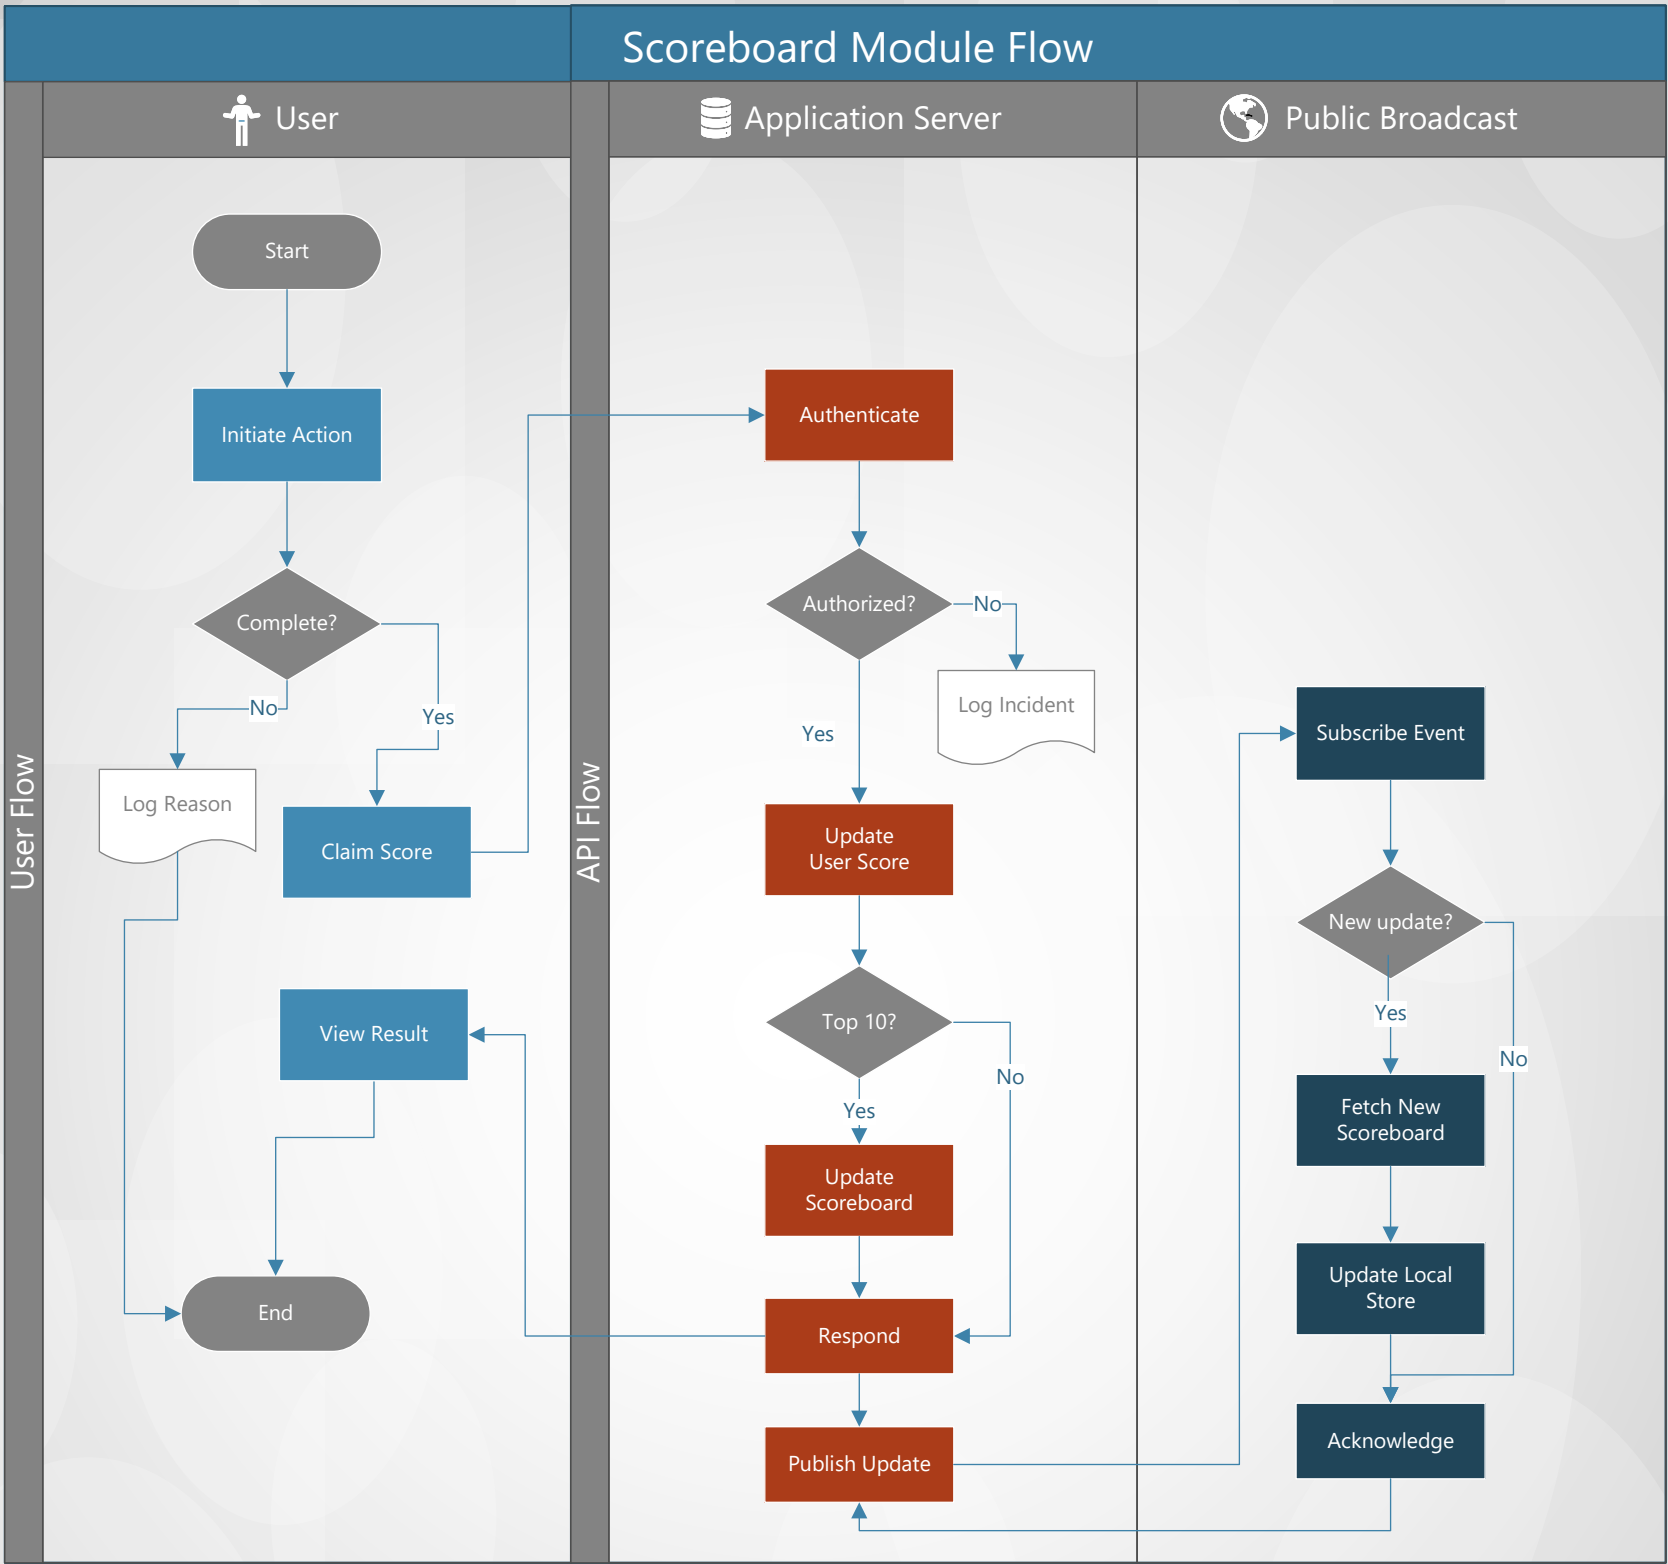 Scoreboard Module Flow
User
Application Server
Public Broadcast
User Flow
Start
Initiate Action
Complete?
No
Yes
Log Reason
Claim Score
View Result
End
API Flow
Authenticate
Authorized?
No
Log Incident
Yes
Update
User Score
Top 10?
No
Yes
Update
Scoreboard
Respond
Publish Update
Subscribe Event
New update?
Yes
No
Fetch New
Scoreboard
Update Local
Store
Acknowledge